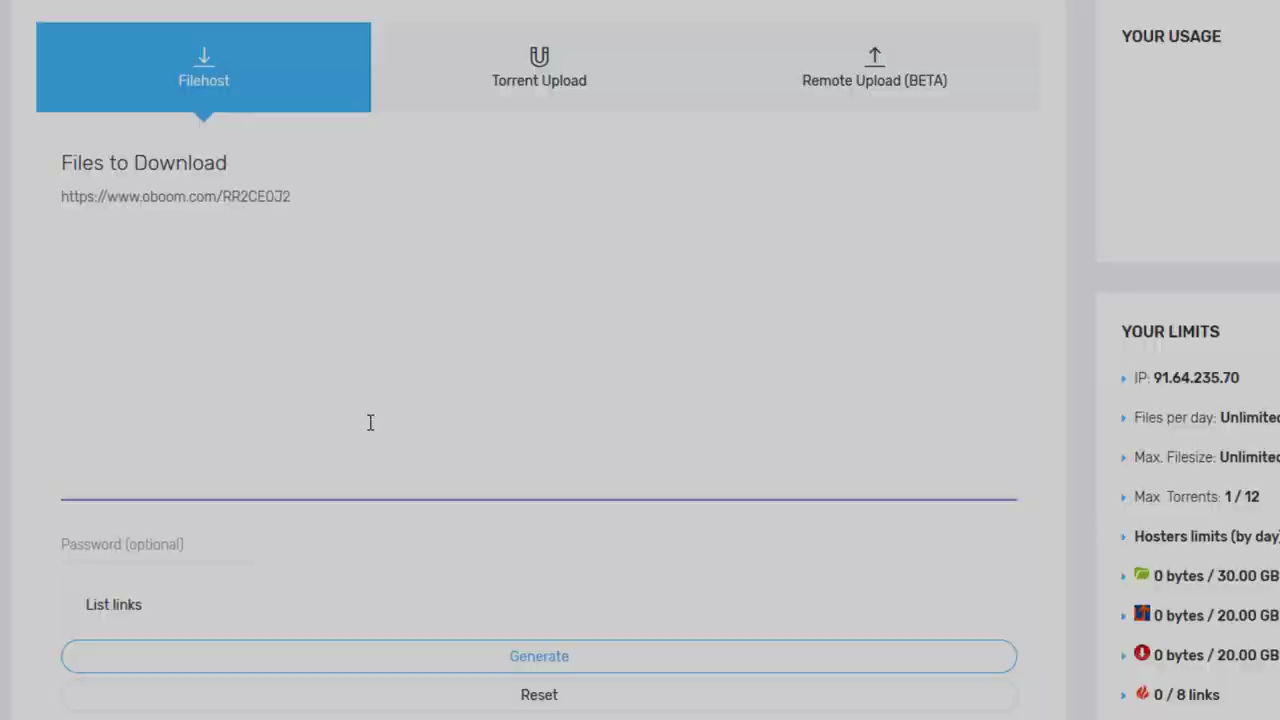 Filehost
Torrent Upload
Remote Upload (BETA)
Files to Download
https://www.oboom.com/RR2CE0J2
Password (optional)
List links
Generate
Reset
YOUR USAGE
YOUR LIMITS
IP: 91.64.235.70
Files per day: Unlimited
Max. Filesize: Unlimited
Max Torrents: 1 / 12
Hosters limits (by day)
0 bytes / 30.00 GB
0 bytes / 20.00 GB
0 bytes / 20.00 GB
0 / 8 links